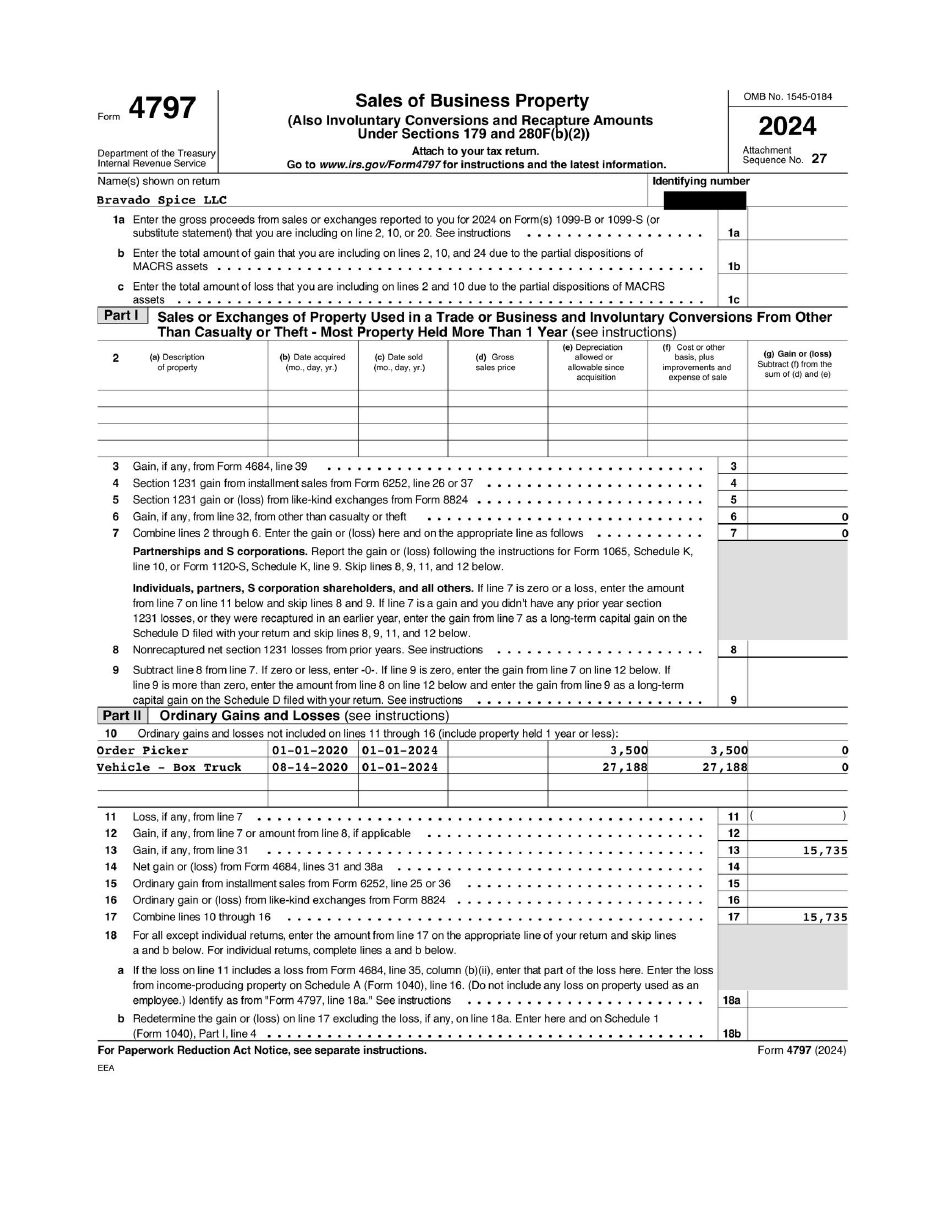 Form 4797
Department of the Treasury
Internal Revenue Service
Sales of Business Property
(Also Involuntary Conversions and Recapture Amounts
Under Sections 179 and 280F(b)(2))
Attach to your tax return.
Go to www.irs.gov/Form4797 for instructions and the latest information.
OMB No. 1545-0184
2024
Attachment
Sequence No. 27
Name(s) shown on return
Identifying number
Bravado Spice LLC
1a Enter the gross proceeds from sales or exchanges reported to you for 2024 on Form(s) 1099-B or 1099-S (or
substitute statement) that you are including on line 2, 10, or 20. See instructions 1a
b Enter the total amount of gain that you are including on lines 2, 10, and 24 due to the partial dispositions of
MACRS assets 1b
c Enter the total amount of loss that you are including on lines 2 and 10 due to the partial dispositions of MACRS
assets 1c
Part I Sales or Exchanges of Property Used in a Trade or Business and Involuntary Conversions From Other
Than Casualty or Theft - Most Property Held More Than 1 Year (see instructions)
2 (a) Description
of property
(b) Date acquired
(mo., day, yr.)
(c) Date sold
(mo., day, yr.)
(d) Gross
sales price
(e) Depreciation
allowed or
allowable since
acquisition
(f) Cost or other
basis, plus
improvements and
expense of sale
(g) Gain or (loss)
Subtract (f) from the
sum of (d) and (e)
3 Gain, if any, from Form 4684, line 39 3
4 Section 1231 gain from installment sales from Form 6252, line 26 or 37 4
5 Section 1231 gain or (loss) from like-kind exchanges from Form 8824 5
6 Gain, if any, from line 32, from other than casualty or theft 6 0
7 Combine lines 2 through 6. Enter the gain or (loss) here and on the appropriate line as follows 7 0
Partnerships and S corporations. Report the gain or (loss) following the instructions for Form 1065, Schedule K,
line 10, or Form 1120-S, Schedule K, line 9. Skip lines 8, 9, 11, and 12 below.
Individuals, partners, S corporation shareholders, and all others. If line 7 is zero or a loss, enter the amount
from line 7 on line 11 below and skip lines 8 and 9. If line 7 is a gain and you didn't have any prior year section
1231 losses, or they were recaptured in an earlier year, enter the gain from line 7 as a long-term capital gain on the
Schedule D filed with your return and skip lines 8, 9, 11, and 12 below.
8 Nonrecaptured net section 1231 losses from prior years. See instructions 8
9 Subtract line 8 from line 7. If zero or less, enter -0-. If line 9 is zero, enter the gain from line 7 on line 12 below. If
line 9 is more than zero, enter the amount from line 8 on line 12 below and enter the gain from line 9 as a long-term
capital gain on the Schedule D filed with your return. See instructions 9
Part II Ordinary Gains and Losses (see instructions)
10 Ordinary gains and losses not included on lines 11 through 16 (include property held 1 year or less):
Order Picker 01-01-2020 01-01-2024 3,500 3,500 0
Vehicle - Box Truck 08-14-2020 01-01-2024 27,188 27,188 0
11 Loss, if any, from line 7 11 ( )
12 Gain, if any, from line 7 or amount from line 8, if applicable 12
13 Gain, if any, from line 31 13 15,735
14 Net gain or (loss) from Form 4684, lines 31 and 38a 14
15 Ordinary gain from installment sales from Form 6252, line 25 or 36 15
16 Ordinary gain or (loss) from like-kind exchanges from Form 8824 16
17 Combine lines 10 through 16 17 15,735
18 For all except individual returns, enter the amount from line 17 on the appropriate line of your return and skip lines
a and b below. For individual returns, complete lines a and b below.
a If the loss on line 11 includes a loss from Form 4684, line 35, column (b)(ii), enter that part of the loss here. Enter the loss
from income-producing property on Schedule A (Form 1040), line 16. (Do not include any loss on property used as an
employee.) Identify as from "Form 4797, line 18a." See instructions 18a
b Redetermine the gain or (loss) on line 17 excluding the loss, if any, on line 18a. Enter here and on Schedule 1
(Form 1040), Part I, line 4 18b
For Paperwork Reduction Act Notice, see separate instructions. Form 4797 (2024)
EEA